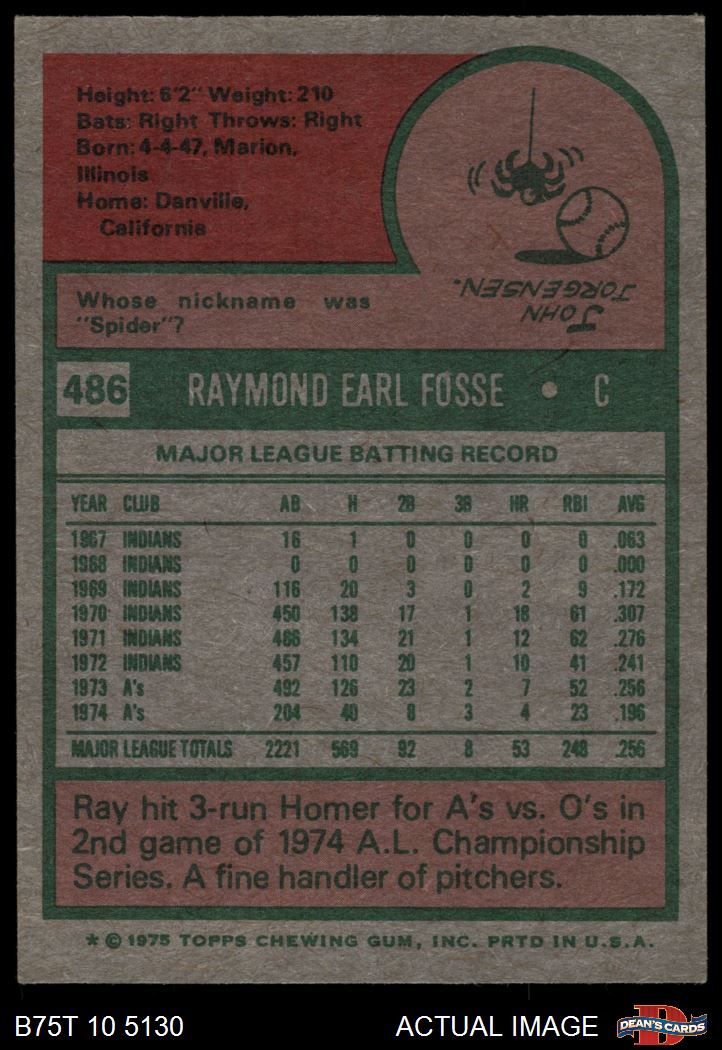 Height: 6'2" Weight: 210
Bats: Right Throws: Right
Born: 4-4-47, Marion,
Illinois
Home: Danville,
California
Whose nickname was
"Spider"?
JOHN
JORGENSEN.
486 RAYMOND EARL FOSSE • C
MAJOR LEAGUE BATTING RECORD
YEAR CLUB AB H 2B 3B HR RBI AVG
1967 INDIANS 16 1 0 0 0 0 .063
1968 INDIANS 0 0 0 0 0 0 .000
1969 INDIANS 116 20 3 0 2 9 .172
1970 INDIANS 450 138 17 1 18 61 .307
1971 INDIANS 486 134 21 1 12 62 .276
1972 INDIANS 457 110 20 1 10 41 .241
1973 A's 492 126 23 2 7 52 .256
1974 A's 204 40 8 3 4 23 .196
MAJOR LEAGUE TOTALS 2221 569 92 8 53 248 .256
Ray hit 3-run Homer for A's vs. O's in
2nd game of 1974 A.L. Championship
Series. A fine handler of pitchers.
* © 1975 TOPPS CHEWING GUM, INC. PRTD IN U.S.A.
B75T 10 5130 ACTUAL IMAGE D DEAN'S CARDS